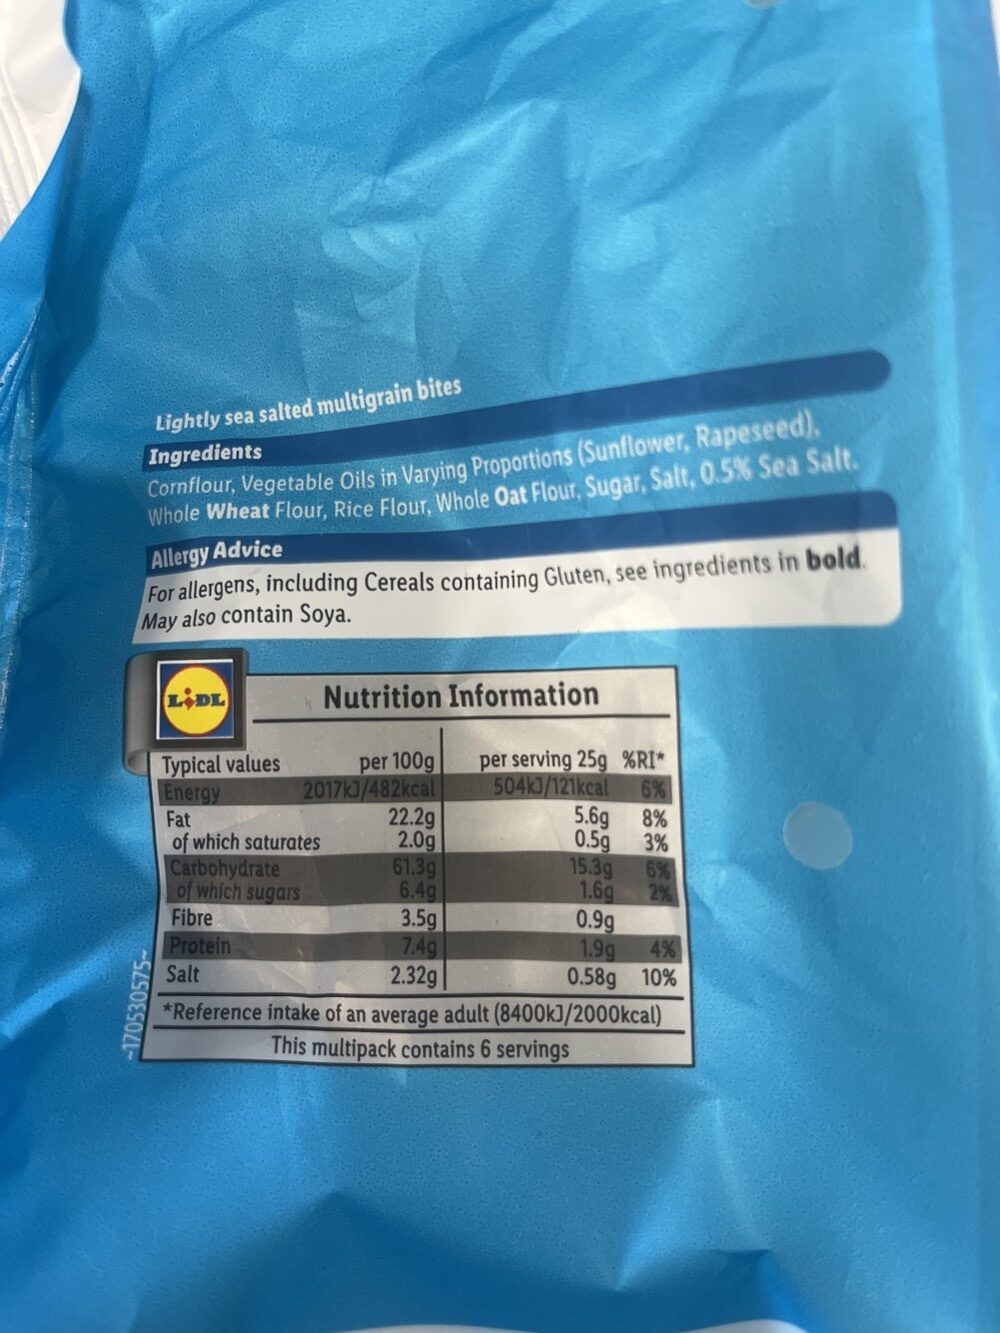 Lightly sea salted multigrain bites
Ingredients
Cornflour, Vegetable Oils in Varying Proportions (Sunflower, Rapeseed),
Whole Wheat Flour, Rice Flour, Whole Oat Flour, Sugar, Salt, 0.5% Sea Salt.
Allergy Advice
For allergens, including Cereals containing Gluten, see ingredients in bold.
May also contain Soya.
LIDL
Nutrition Information
Typical values per 100g per serving 25g %RI*
Energy 2017kJ/482kcal 504kJ/121kcal 6%
Fat 22.2g 5.6g 8%
of which saturates 2.0g 0.5g 3%
Carbohydrate 61.3g 15.3g 6%
of which sugars 6.4g 1.6g 2%
Fibre 3.5g 0.9g
Protein 7.4g 1.9g 4%
Salt 2.32g 0.58g 10%
*Reference intake of an average adult (8400kJ/2000kcal)
This multipack contains 6 servings
~170530575~